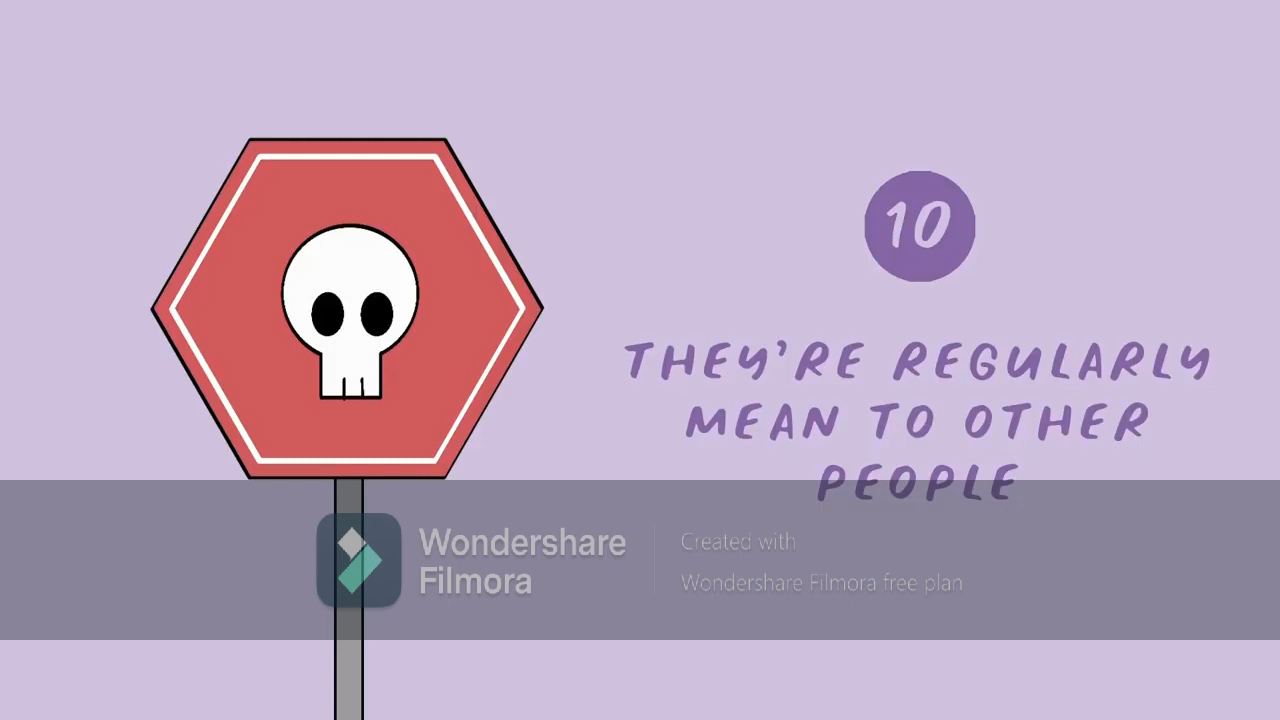 10
THEY'RE REGULARLY
MEAN TO OTHER
PEOPLE
Wondershare
Filmora
Created with
Wondershare Filmora free plan